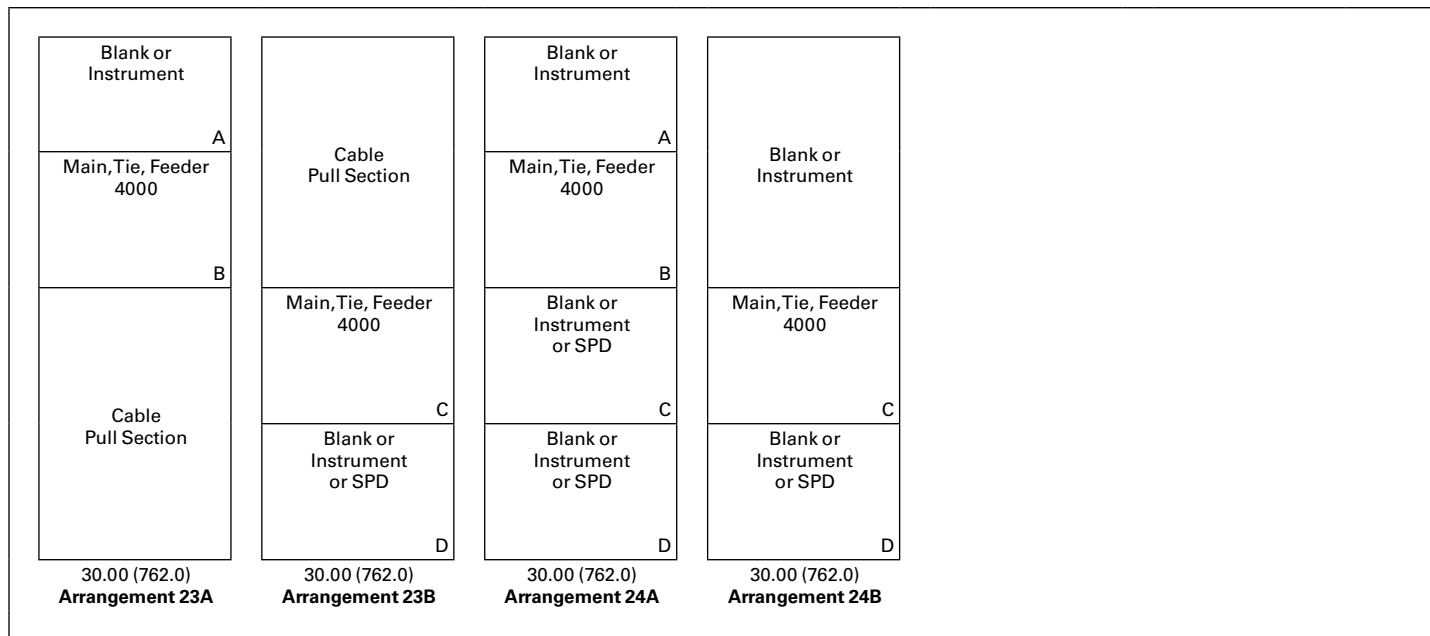 Blank or
Instrument
A
Main, Tie, Feeder
4000
B
Cable
Pull Section
30.00 (762.0)
Arrangement 23A
Cable
Pull Section
Main, Tie, Feeder
4000
C
Blank or
Instrument
or SPD
D
30.00 (762.0)
Arrangement 23B
Blank or
Instrument
A
Main, Tie, Feeder
4000
B
Blank or
Instrument
or SPD
C
Blank or
Instrument
or SPD
D
30.00 (762.0)
Arrangement 24A
Blank or
Instrument
Main, Tie, Feeder
4000
C
Blank or
Instrument
or SPD
D
30.00 (762.0)
Arrangement 24B